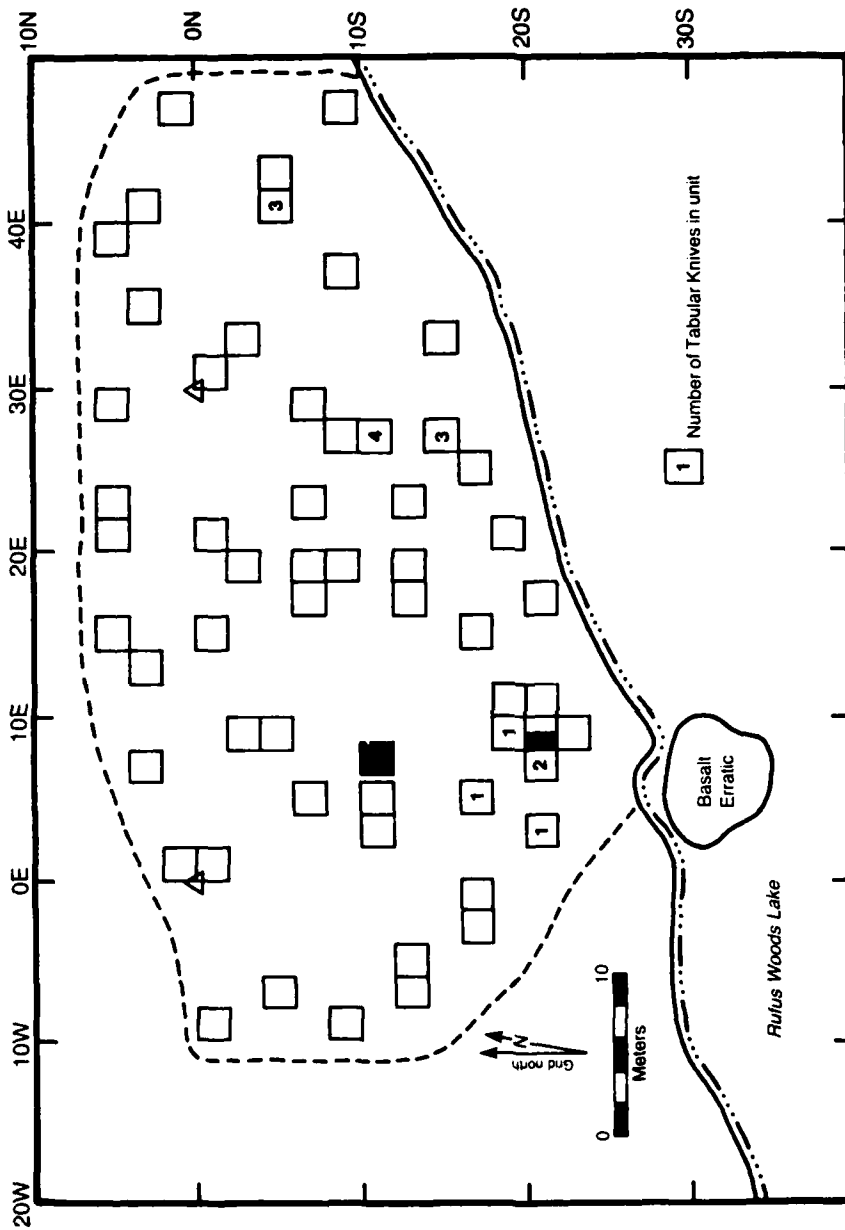 20W 10W 0E 10E 20E 30E 40E
10N
0N
3
10S
4
3
1
1
20S
1 2
N
Gnd north
0 10
Meters
30S
1 Number of Tabular Knives in unit
Basalt
Erratic
Rufus Woods Lake